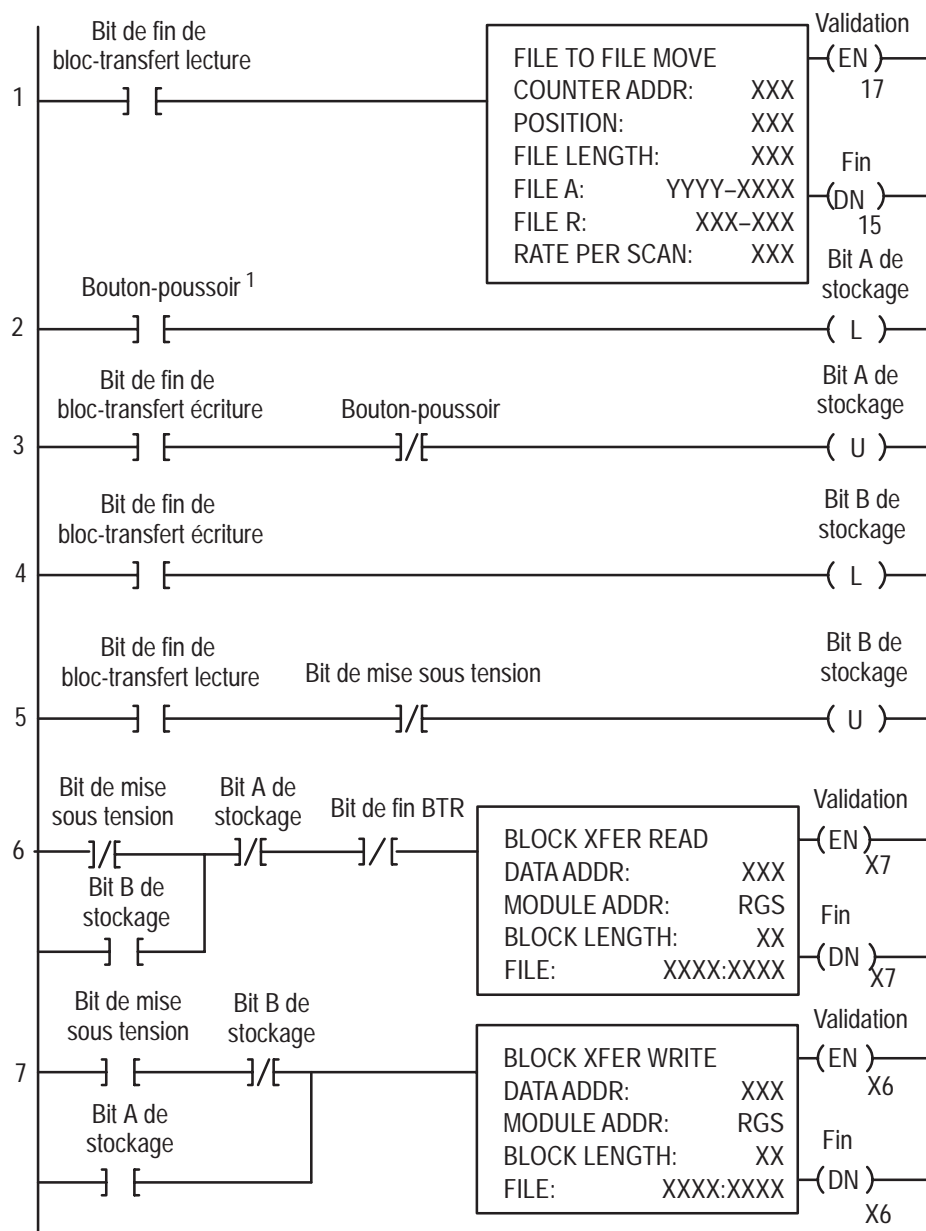 Bit de fin de
bloc-transfert lecture
Validation
1
FILE TO FILE MOVE
COUNTER ADDR: XXX
POSITION: XXX
FILE LENGTH: XXX
FILE A: YYYY–XXXX
FILE R: XXX–XXX
RATE PER SCAN: XXX
(EN)
17
Fin
(DN)
15
Bouton-poussoir 1
Bit A de
stockage
2
( L )
Bit de fin de
bloc-transfert écriture
Bouton-poussoir
Bit A de
stockage
3
( U )
Bit de fin de
bloc-transfert écriture
Bit B de
stockage
4
( L )
Bit de fin de
bloc-transfert lecture
Bit de mise sous tension
Bit B de
stockage
5
( U )
Bit de mise
sous tension
Bit A de
stockage
Bit de fin BTR
Validation
6
Bit B de
stockage
BLOCK XFER READ
DATA ADDR: XXX
MODULE ADDR: RGS
BLOCK LENGTH: XX
FILE: XXXX:XXXX
(EN)
X7
Fin
(DN)
X7
Bit de mise
sous tension
Bit B de
stockage
Validation
7
Bit A de
stockage
BLOCK XFER WRITE
DATA ADDR: XXX
MODULE ADDR: RGS
BLOCK LENGTH: XX
FILE: XXXX:XXXX
(EN)
X6
Fin
(DN)
X6